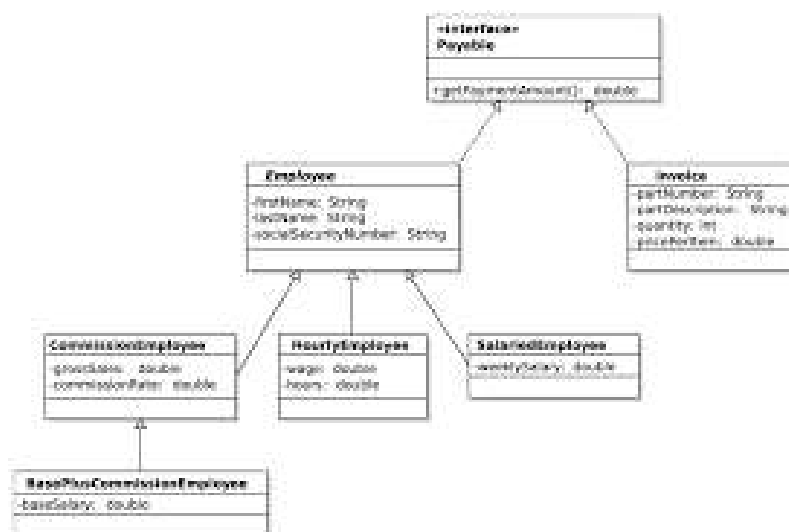 «interface»
Payable
+getPaymentAmount(): double
Employee
-firstName: String
-lastName: String
-socialSecurityNumber: String
Invoice
-partNumber: String
-partDescription: String
-quantity: int
-pricePerItem: double
CommissionEmployee
-grossSales: double
-commissionRate: double
HourlyEmployee
-wage: double
-hours: double
SalariedEmployee
-weeklySalary: double
BasePlusCommissionEmployee
-baseSalary: double